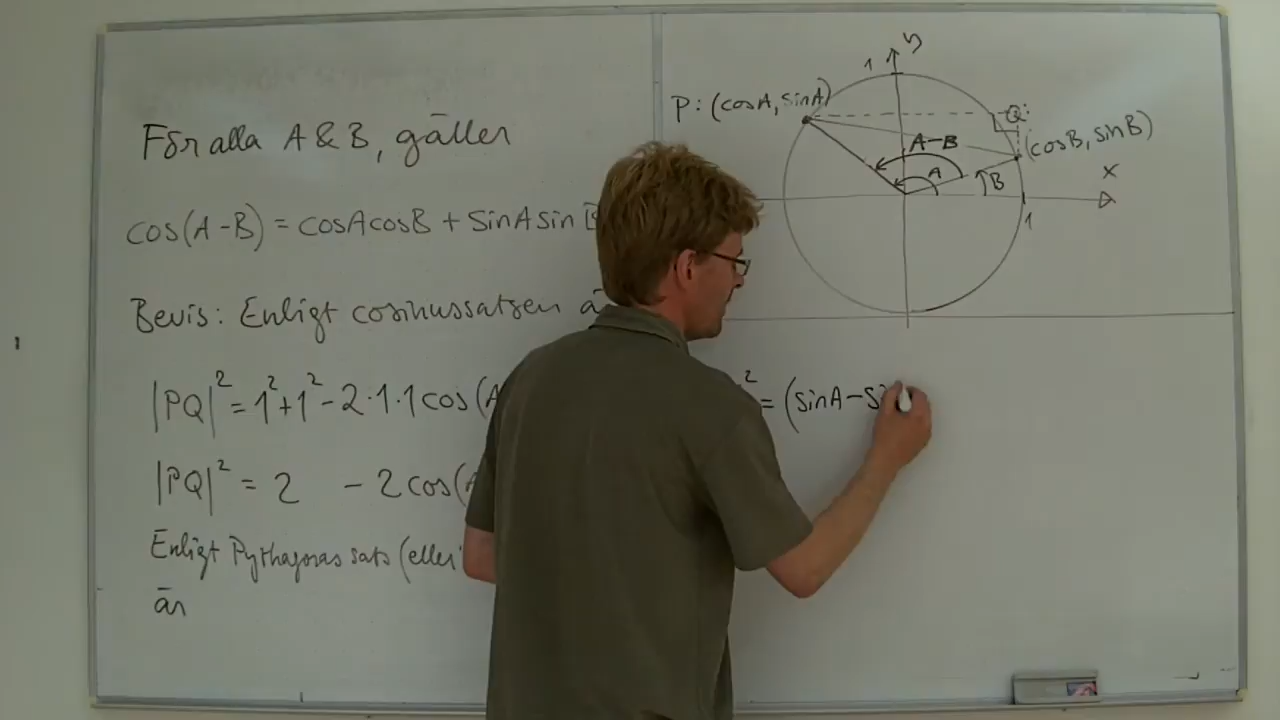 För alla A & B, gäller
cos(A-B) = cosAcosB + sinAsin
Bevis: Enligt cosinussatsen
|PQ|² = 1²+1²-2·1·1cos(A
|PQ|² = 2 - 2cos(A
Enligt Pythagoras sats (eller
är
y
1
P: (cosA, sinA)
Q:
(cosB, sinB)
A-B
A
B
x
1
² = (sinA-s